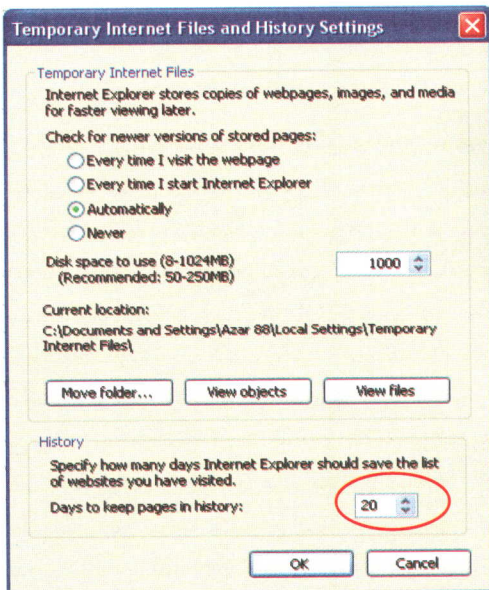 Temporary Internet Files and History Settings
Temporary Internet Files
Internet Explorer stores copies of webpages, images, and media
for faster viewing later.
Check for newer versions of stored pages:
Every time I visit the webpage
Every time I start Internet Explorer
Automatically
Never
Disk space to use (8-1024MB)
(Recommended: 50-250MB)
1000
Current location:
C:\Documents and Settings\Azar 88\Local Settings\Temporary
Internet Files\
Move folder... View objects View files
History
Specify how many days Internet Explorer should save the list
of websites you have visited.
Days to keep pages in history: 20
OK Cancel